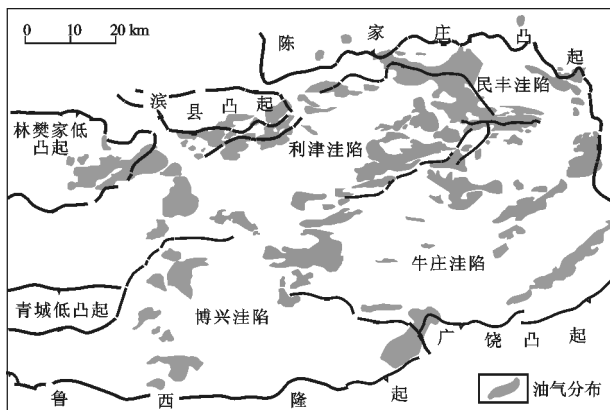 0 10 20 km
陈家庄凸起
民丰洼陷
滨县凸起
林樊家低
凸起
利津洼陷
牛庄洼陷
青城低凸起
博兴洼陷
广饶凸起
鲁西隆起
油气分布